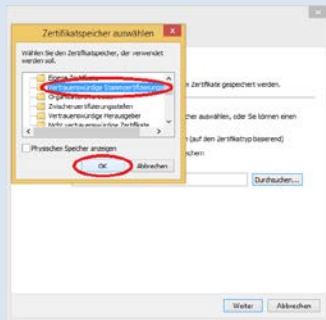 Zertifikatspeicher auswählen
Wählen Sie den Zertifikatspeicher, der verwendet
werden soll.
Eigene Zertifikate
Vertrauenswürdige Stammzertifizierungs
Zwischenzertifizierungsstellen
Vertrauenswürdige Herausgeber
Nicht vertrauenswürdige Zertifikate
Physischen Speicher anzeigen
OK
Abbrechen
Zertifikate gespeichert werden.
auswählen, oder Sie können einen
(auf dem Zertifikattyp basierend)
Durchsuchen...
Weiter
Abbrechen